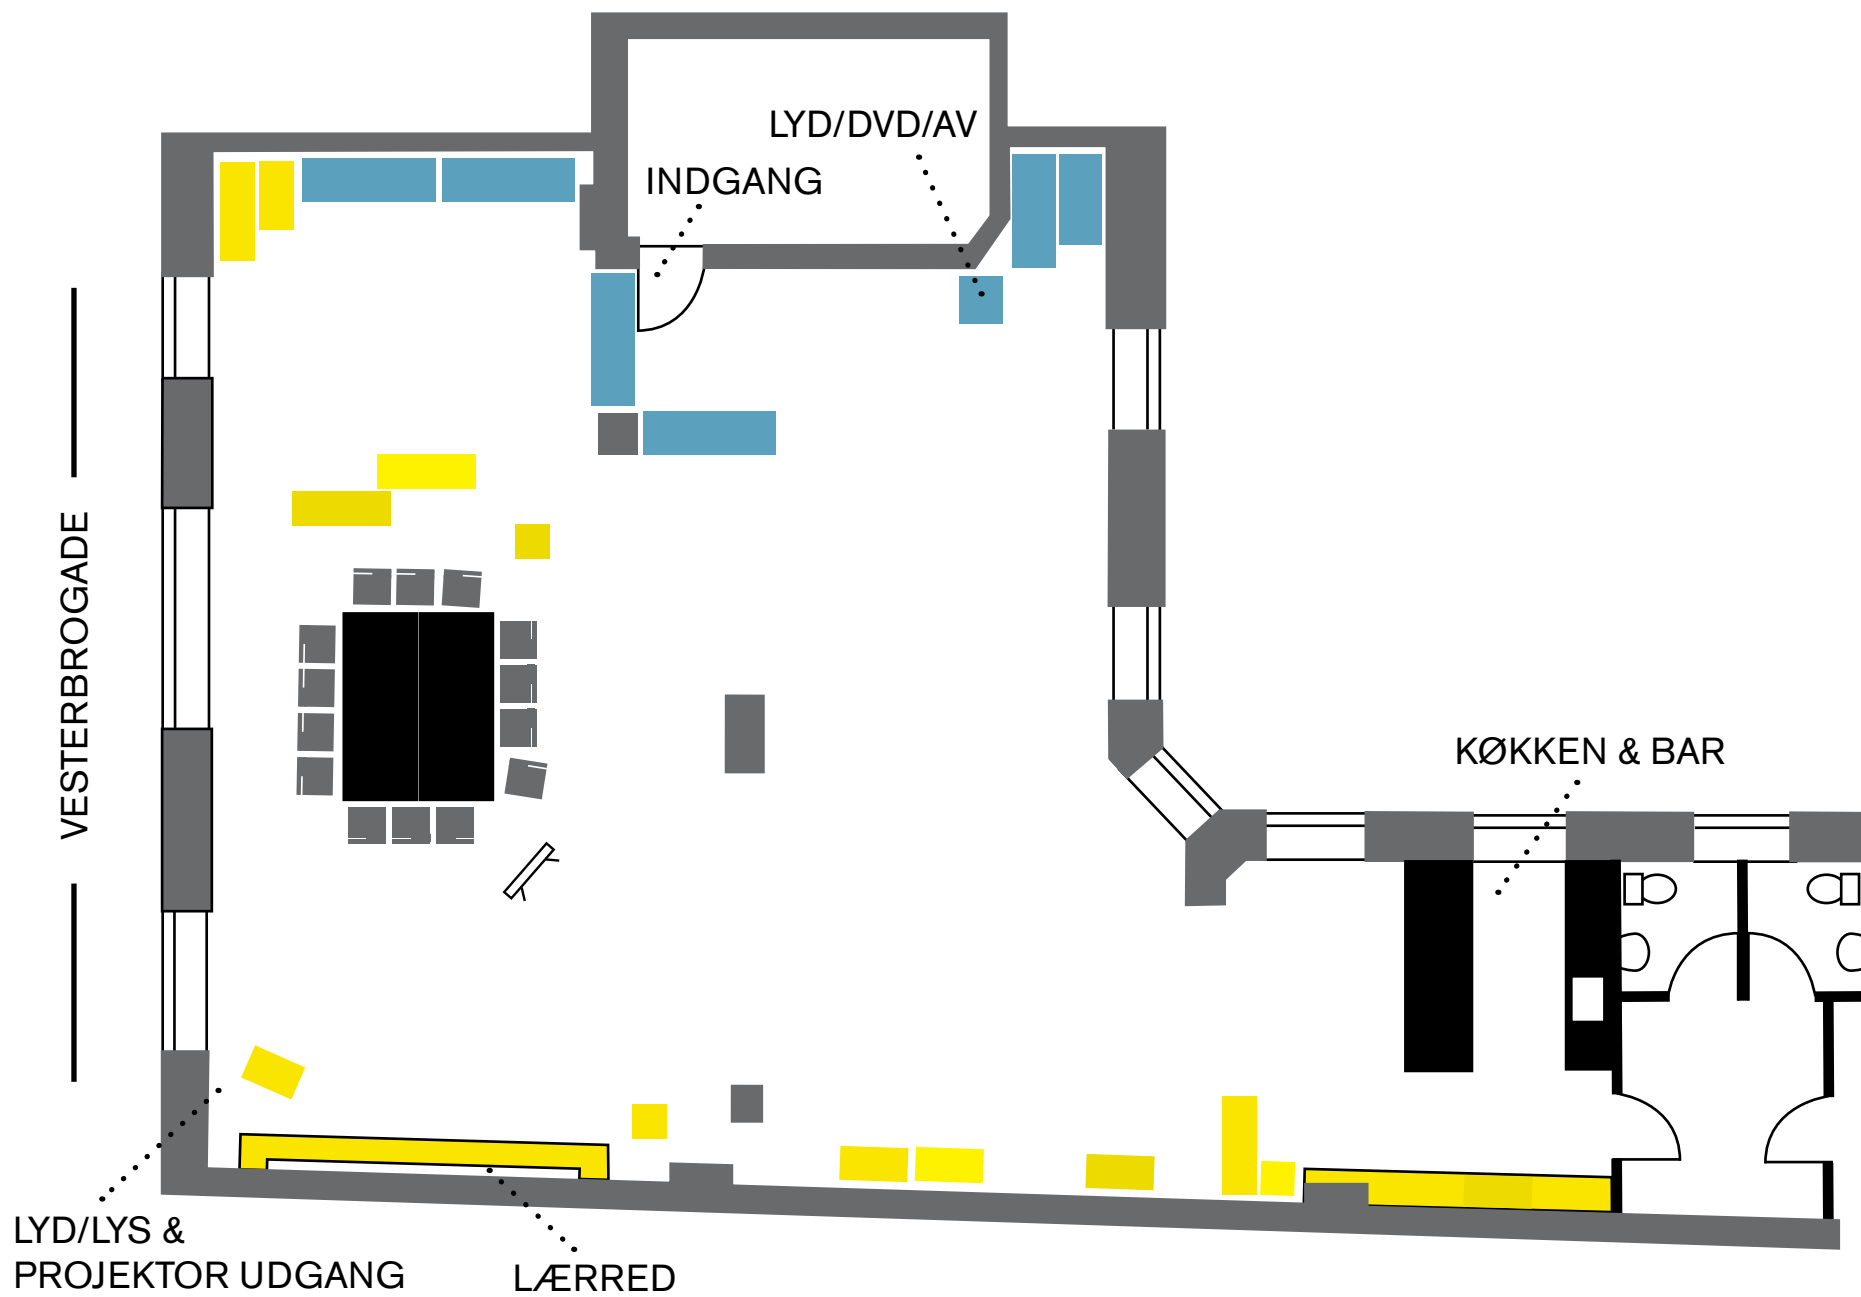 LYD/DVD/AV
INDGANG
VESTERBROGADE
KØKKEN & BAR
LYD/LYS &
PROJEKTOR UDGANG
LÆRRED